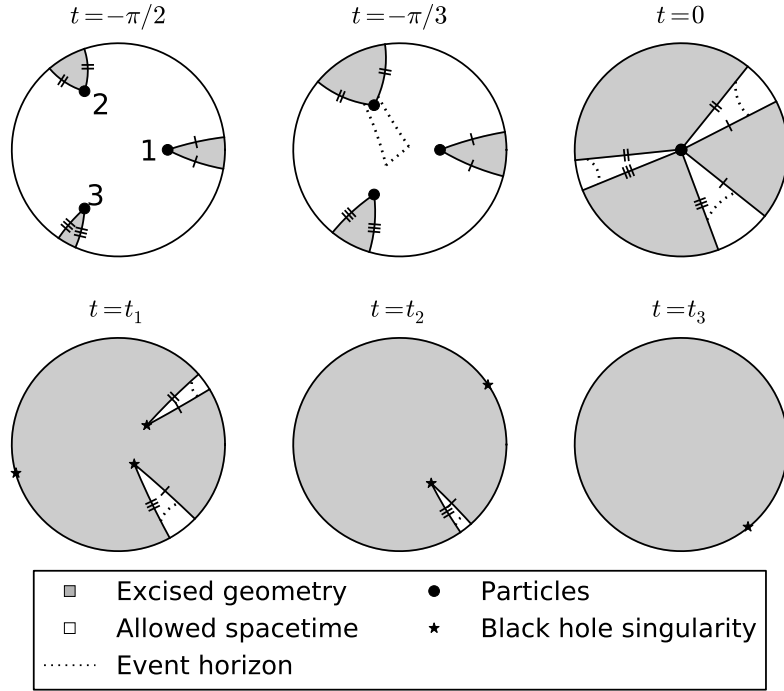 t=−π/2
t=−π/3
t=0
1
2
3
t=t₁
t=t₂
t=t₃
Excised geometry
Particles
Allowed spacetime
Black hole singularity
Event horizon